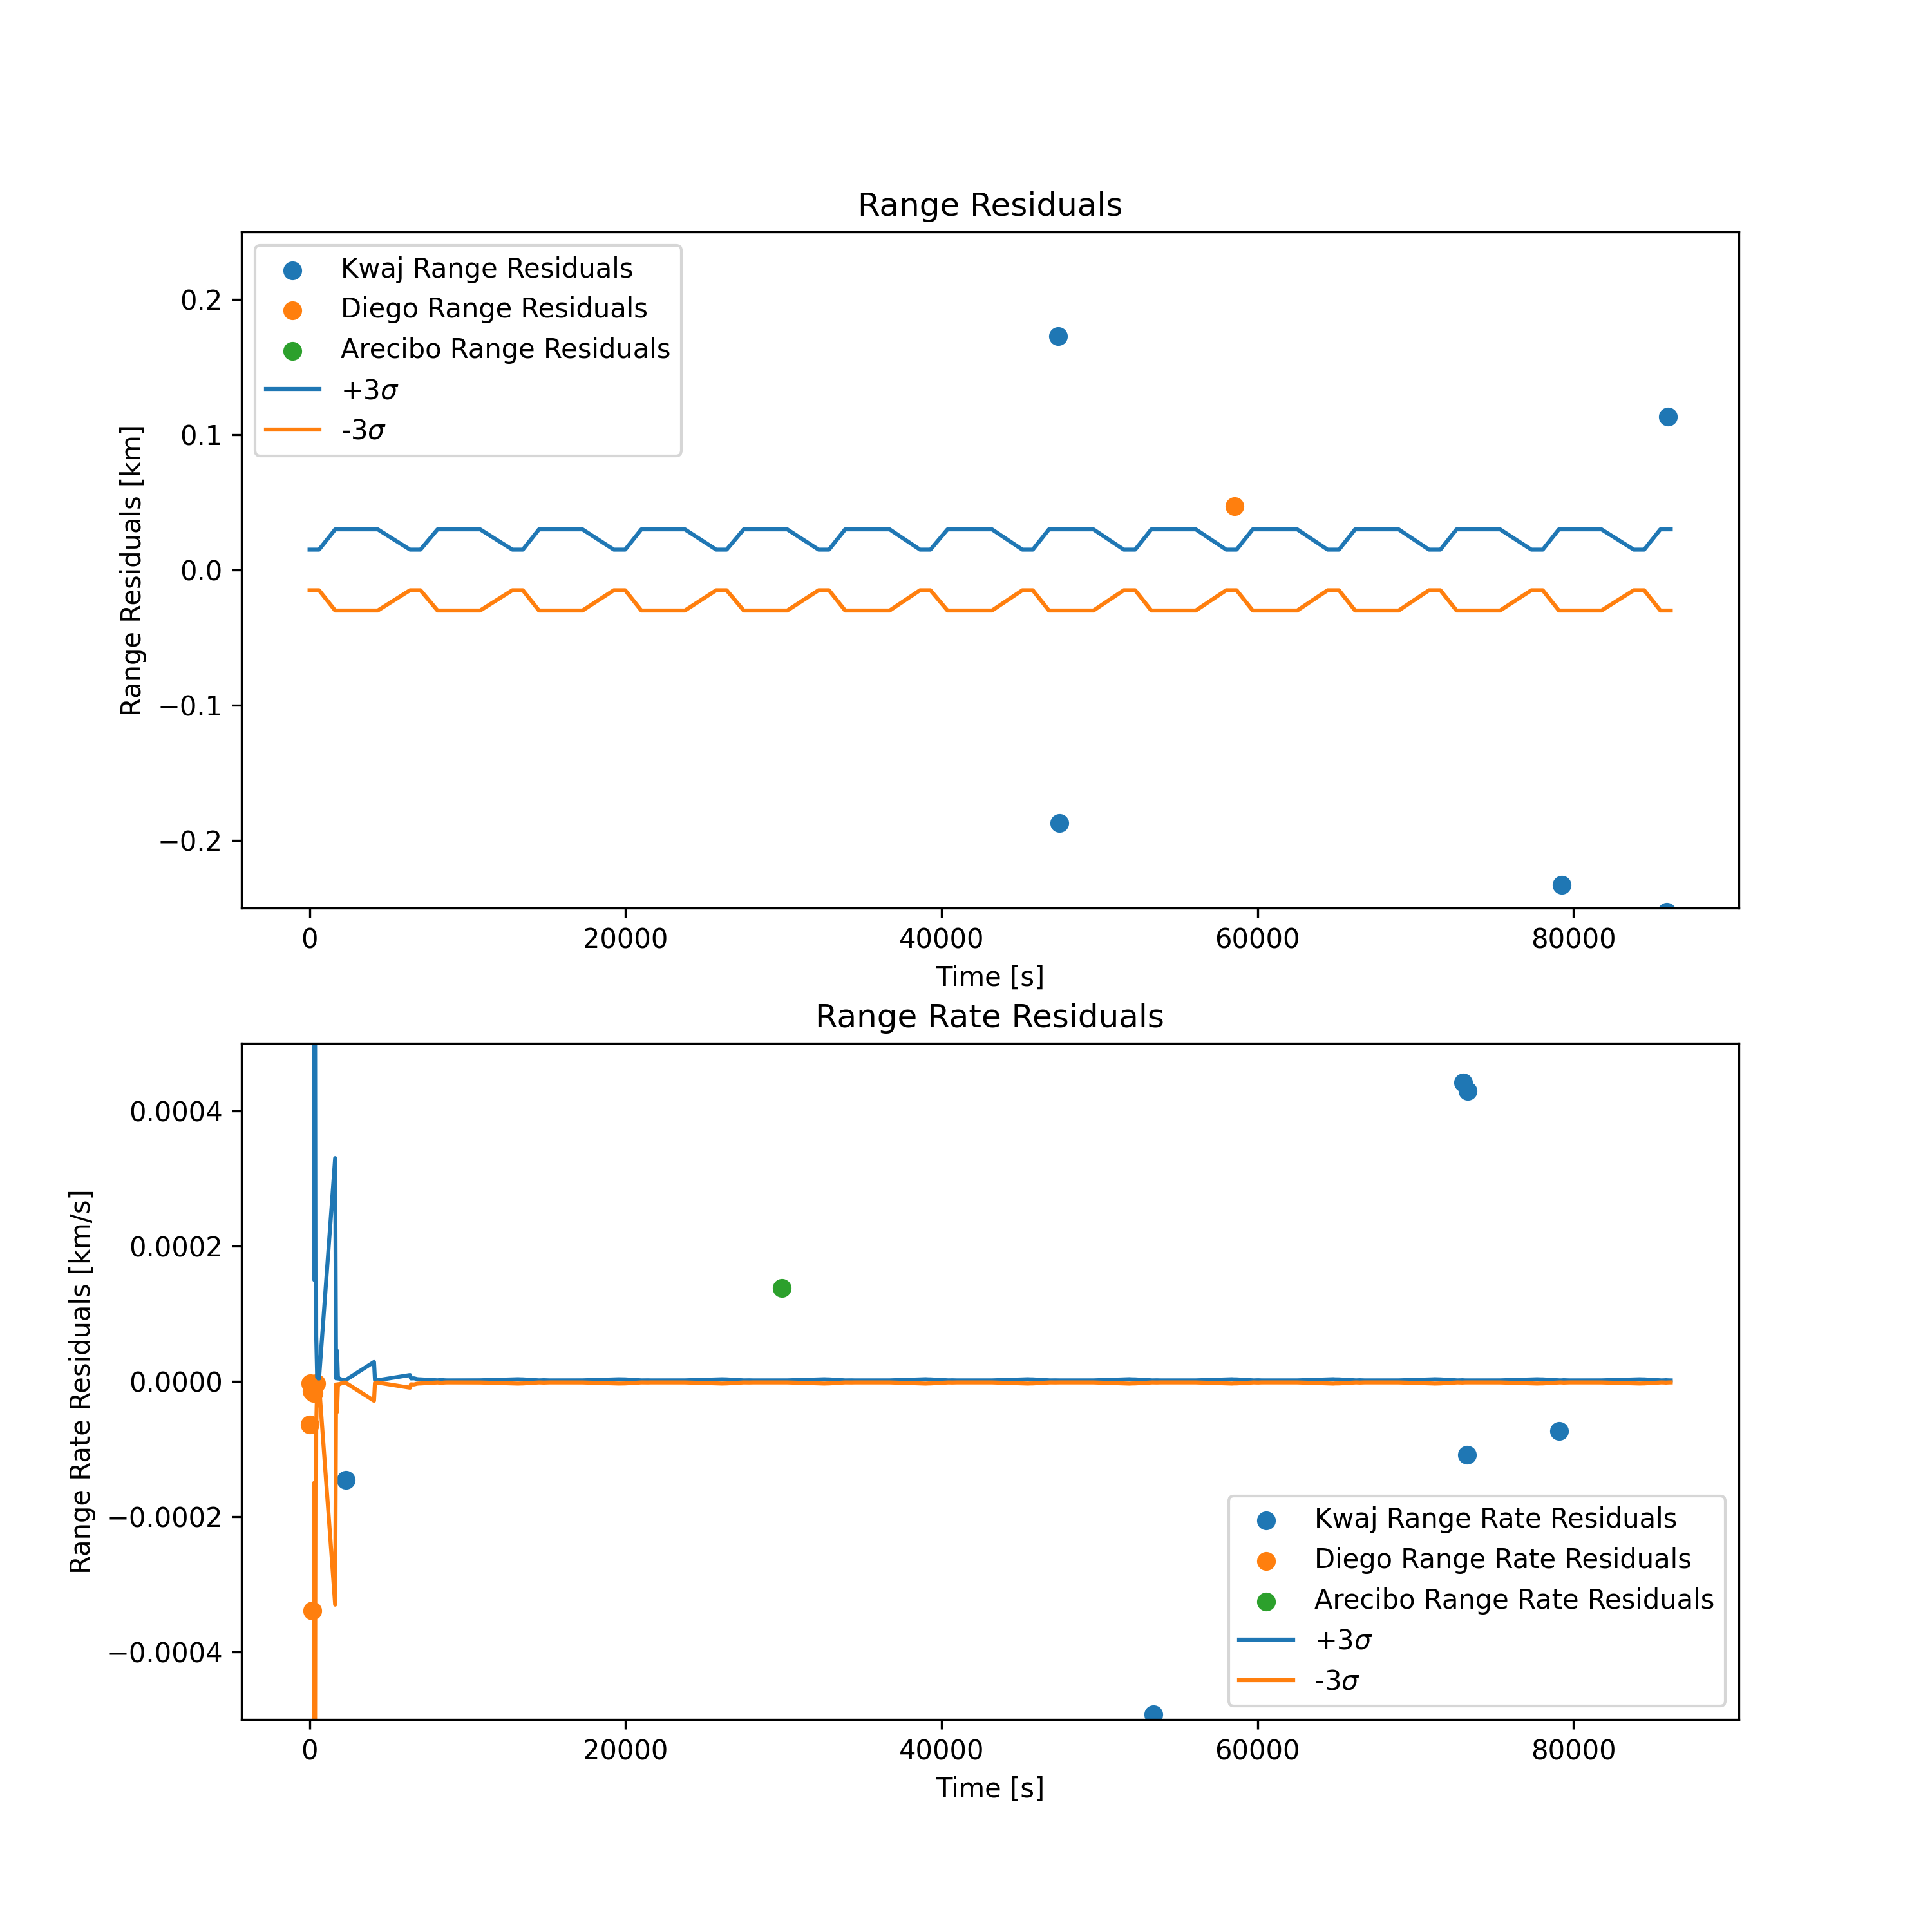 Range Residuals
Kwaj Range Residuals
Diego Range Residuals
Arecibo Range Residuals
+3σ
-3σ
Range Residuals [km]
0.2
0.1
0.0
−0.1
−0.2
0 20000 40000 60000 80000
Time [s]
Range Rate Residuals
Range Rate Residuals [km/s]
0.0004
0.0002
0.0000
−0.0002
−0.0004
Kwaj Range Rate Residuals
Diego Range Rate Residuals
Arecibo Range Rate Residuals
+3σ
-3σ
0 20000 40000 60000 80000
Time [s]